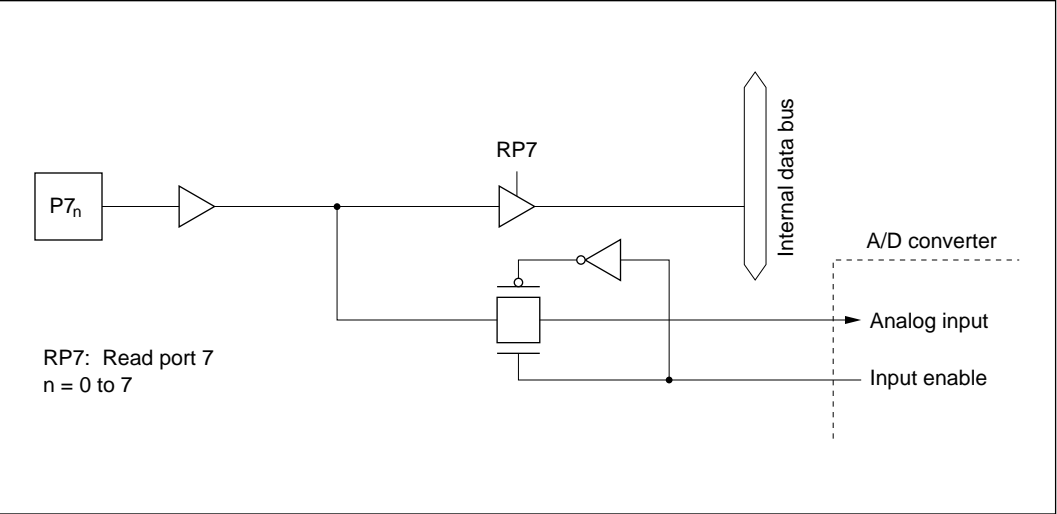 RP7
Internal data bus
P7n
A/D converter
Analog input
RP7: Read port 7
n = 0 to 7
Input enable